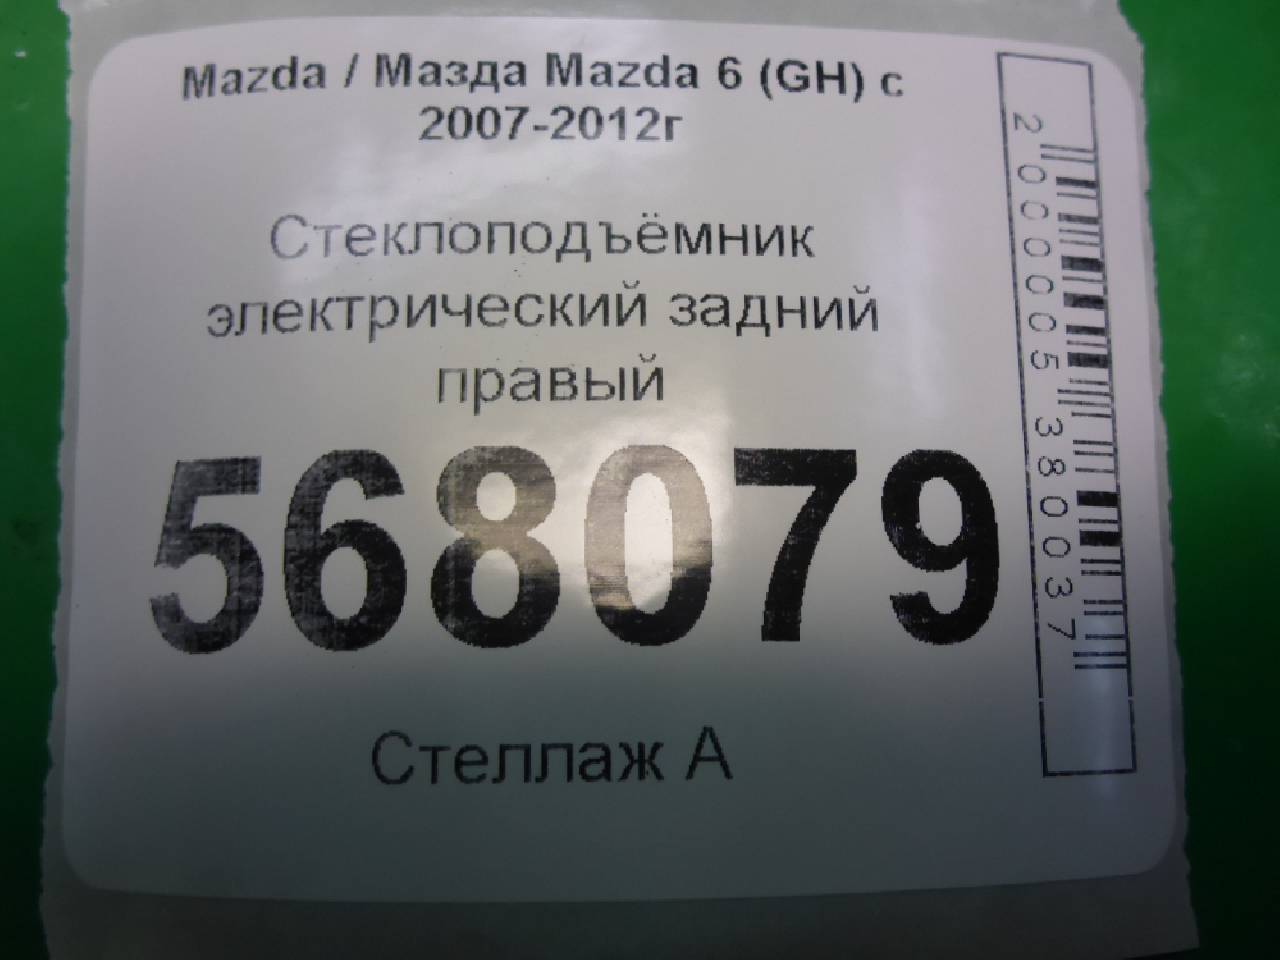 Mazda / Мазда Mazda 6 (GH) с
2007-2012г
Стеклоподъёмник
электрический задний
правый
568079
Стеллаж А
2000005380037